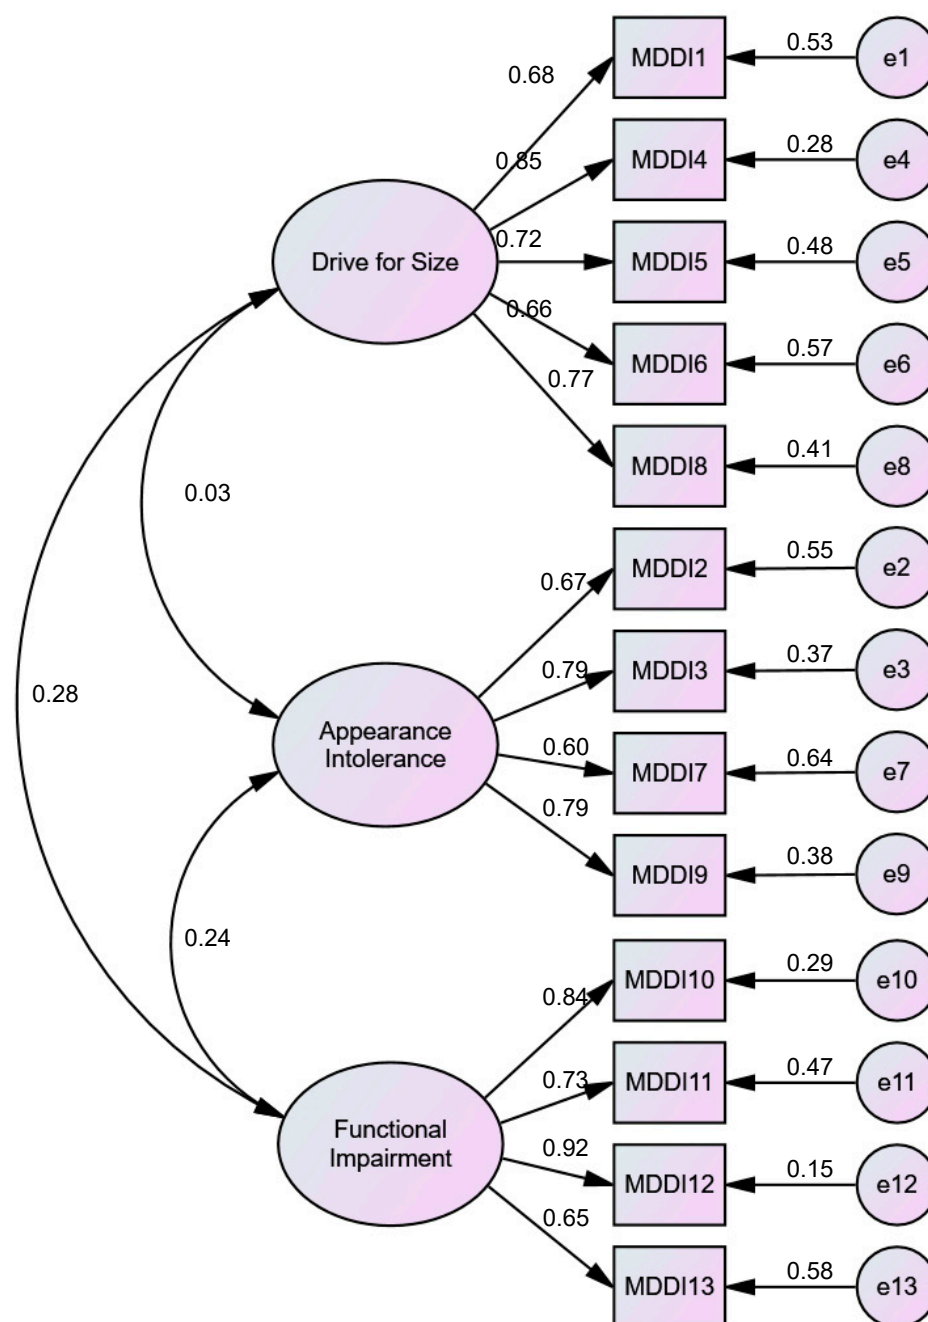 0.68
MDDI1
0.53
e1
0.85
MDDI4
0.28
e4
Drive for Size
0.72
MDDI5
0.48
e5
0.66
MDDI6
0.57
e6
0.77
MDDI8
0.41
e8
0.03
0.67
MDDI2
0.55
e2
0.28
0.79
MDDI3
0.37
e3
Appearance
Intolerance
0.60
MDDI7
0.64
e7
0.79
MDDI9
0.38
e9
0.24
0.84
MDDI10
0.29
e10
0.73
MDDI11
0.47
e11
Functional
Impairment
0.92
MDDI12
0.15
e12
0.65
MDDI13
0.58
e13